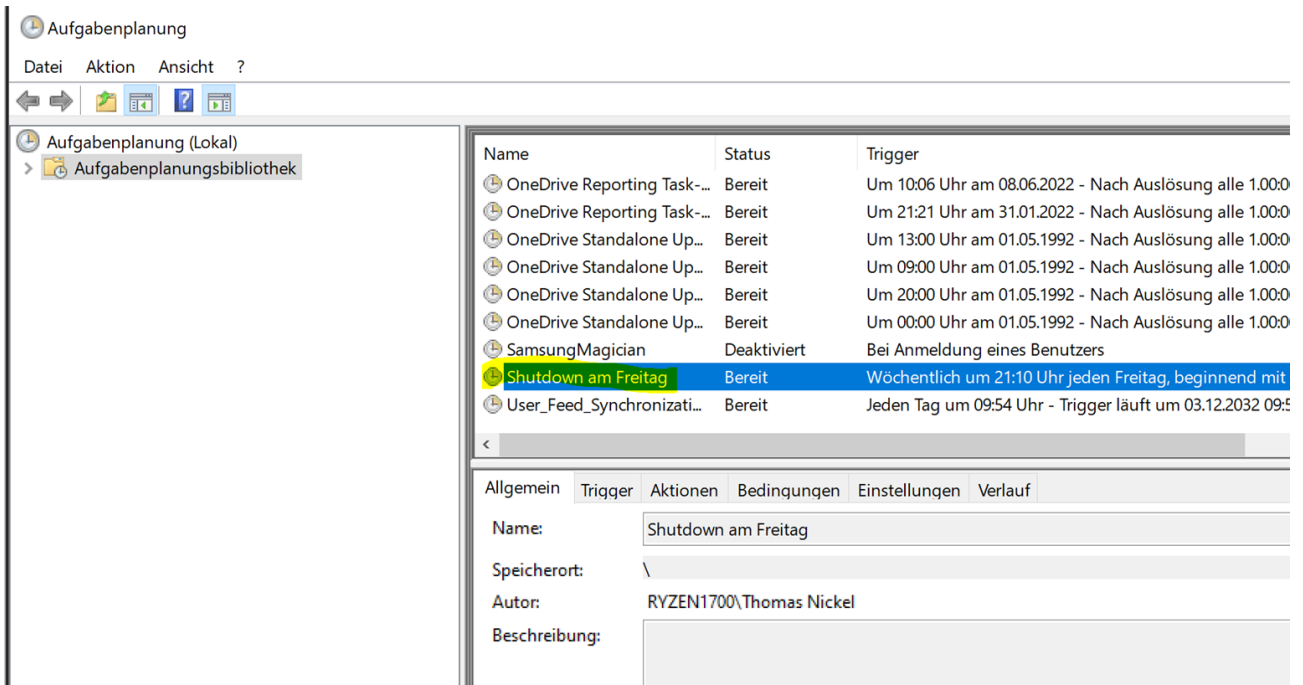 Aufgabenplanung
Datei Aktion Ansicht ?
Aufgabenplanung (Lokal)
Aufgabenplanungsbibliothek
Name Status Trigger
OneDrive Reporting Task-... Bereit Um 10:06 Uhr am 08.06.2022 - Nach Auslösung alle 1.00:0
OneDrive Reporting Task-... Bereit Um 21:21 Uhr am 31.01.2022 - Nach Auslösung alle 1.00:0
OneDrive Standalone Up... Bereit Um 13:00 Uhr am 01.05.1992 - Nach Auslösung alle 1.00:0
OneDrive Standalone Up... Bereit Um 09:00 Uhr am 01.05.1992 - Nach Auslösung alle 1.00:0
OneDrive Standalone Up... Bereit Um 20:00 Uhr am 01.05.1992 - Nach Auslösung alle 1.00:0
OneDrive Standalone Up... Bereit Um 00:00 Uhr am 01.05.1992 - Nach Auslösung alle 1.00:0
SamsungMagician Deaktiviert Bei Anmeldung eines Benutzers
Shutdown am Freitag Bereit Wöchentlich um 21:10 Uhr jeden Freitag, beginnend mit
User_Feed_Synchronizati... Bereit Jeden Tag um 09:54 Uhr - Trigger läuft um 03.12.2032 09:5
Allgemein Trigger Aktionen Bedingungen Einstellungen Verlauf
Name: Shutdown am Freitag
Speicherort: \
Autor: RYZEN1700\Thomas Nickel
Beschreibung: